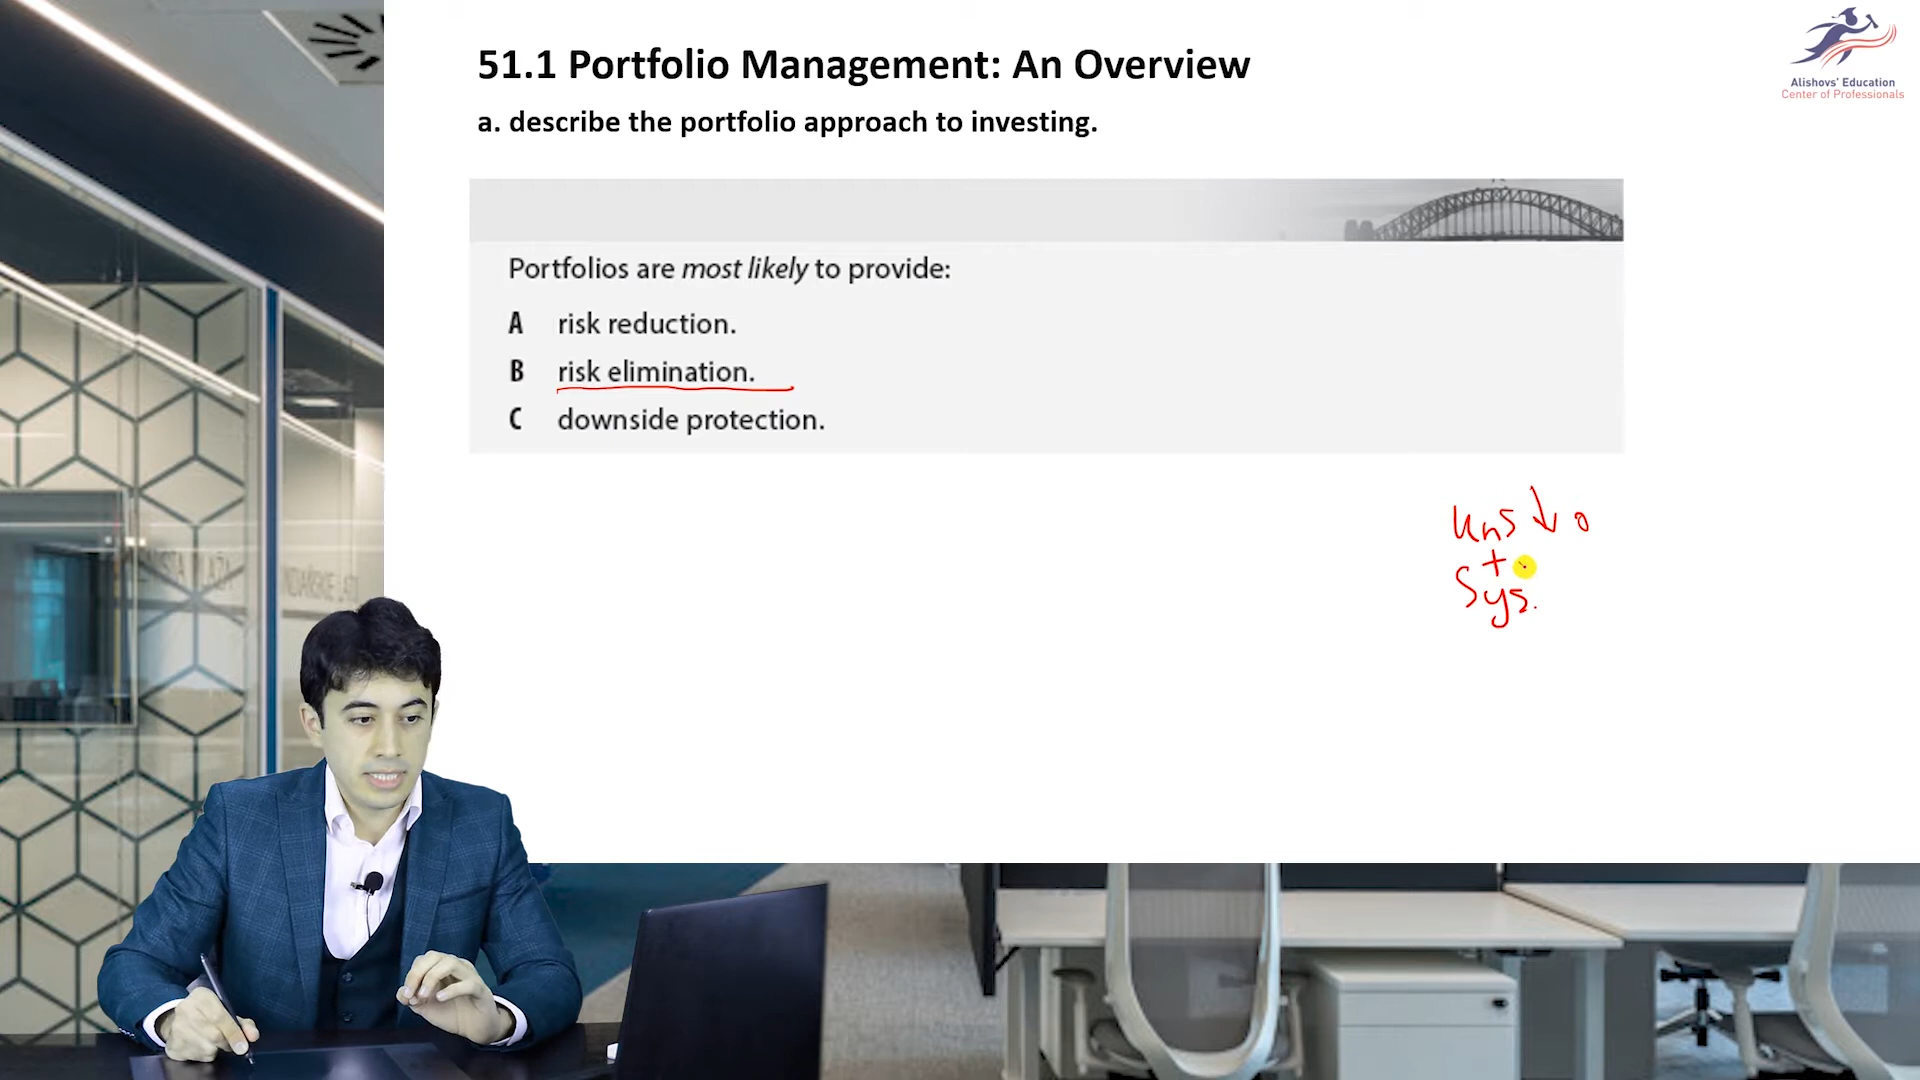 51.1 Portfolio Management: An Overview
a. describe the portfolio approach to investing.
Alishovs' Education
Center of Professionals
Portfolios are most likely to provide:
A risk reduction.
B risk elimination.
C downside protection.
uns ↓ 0
+
Sys.